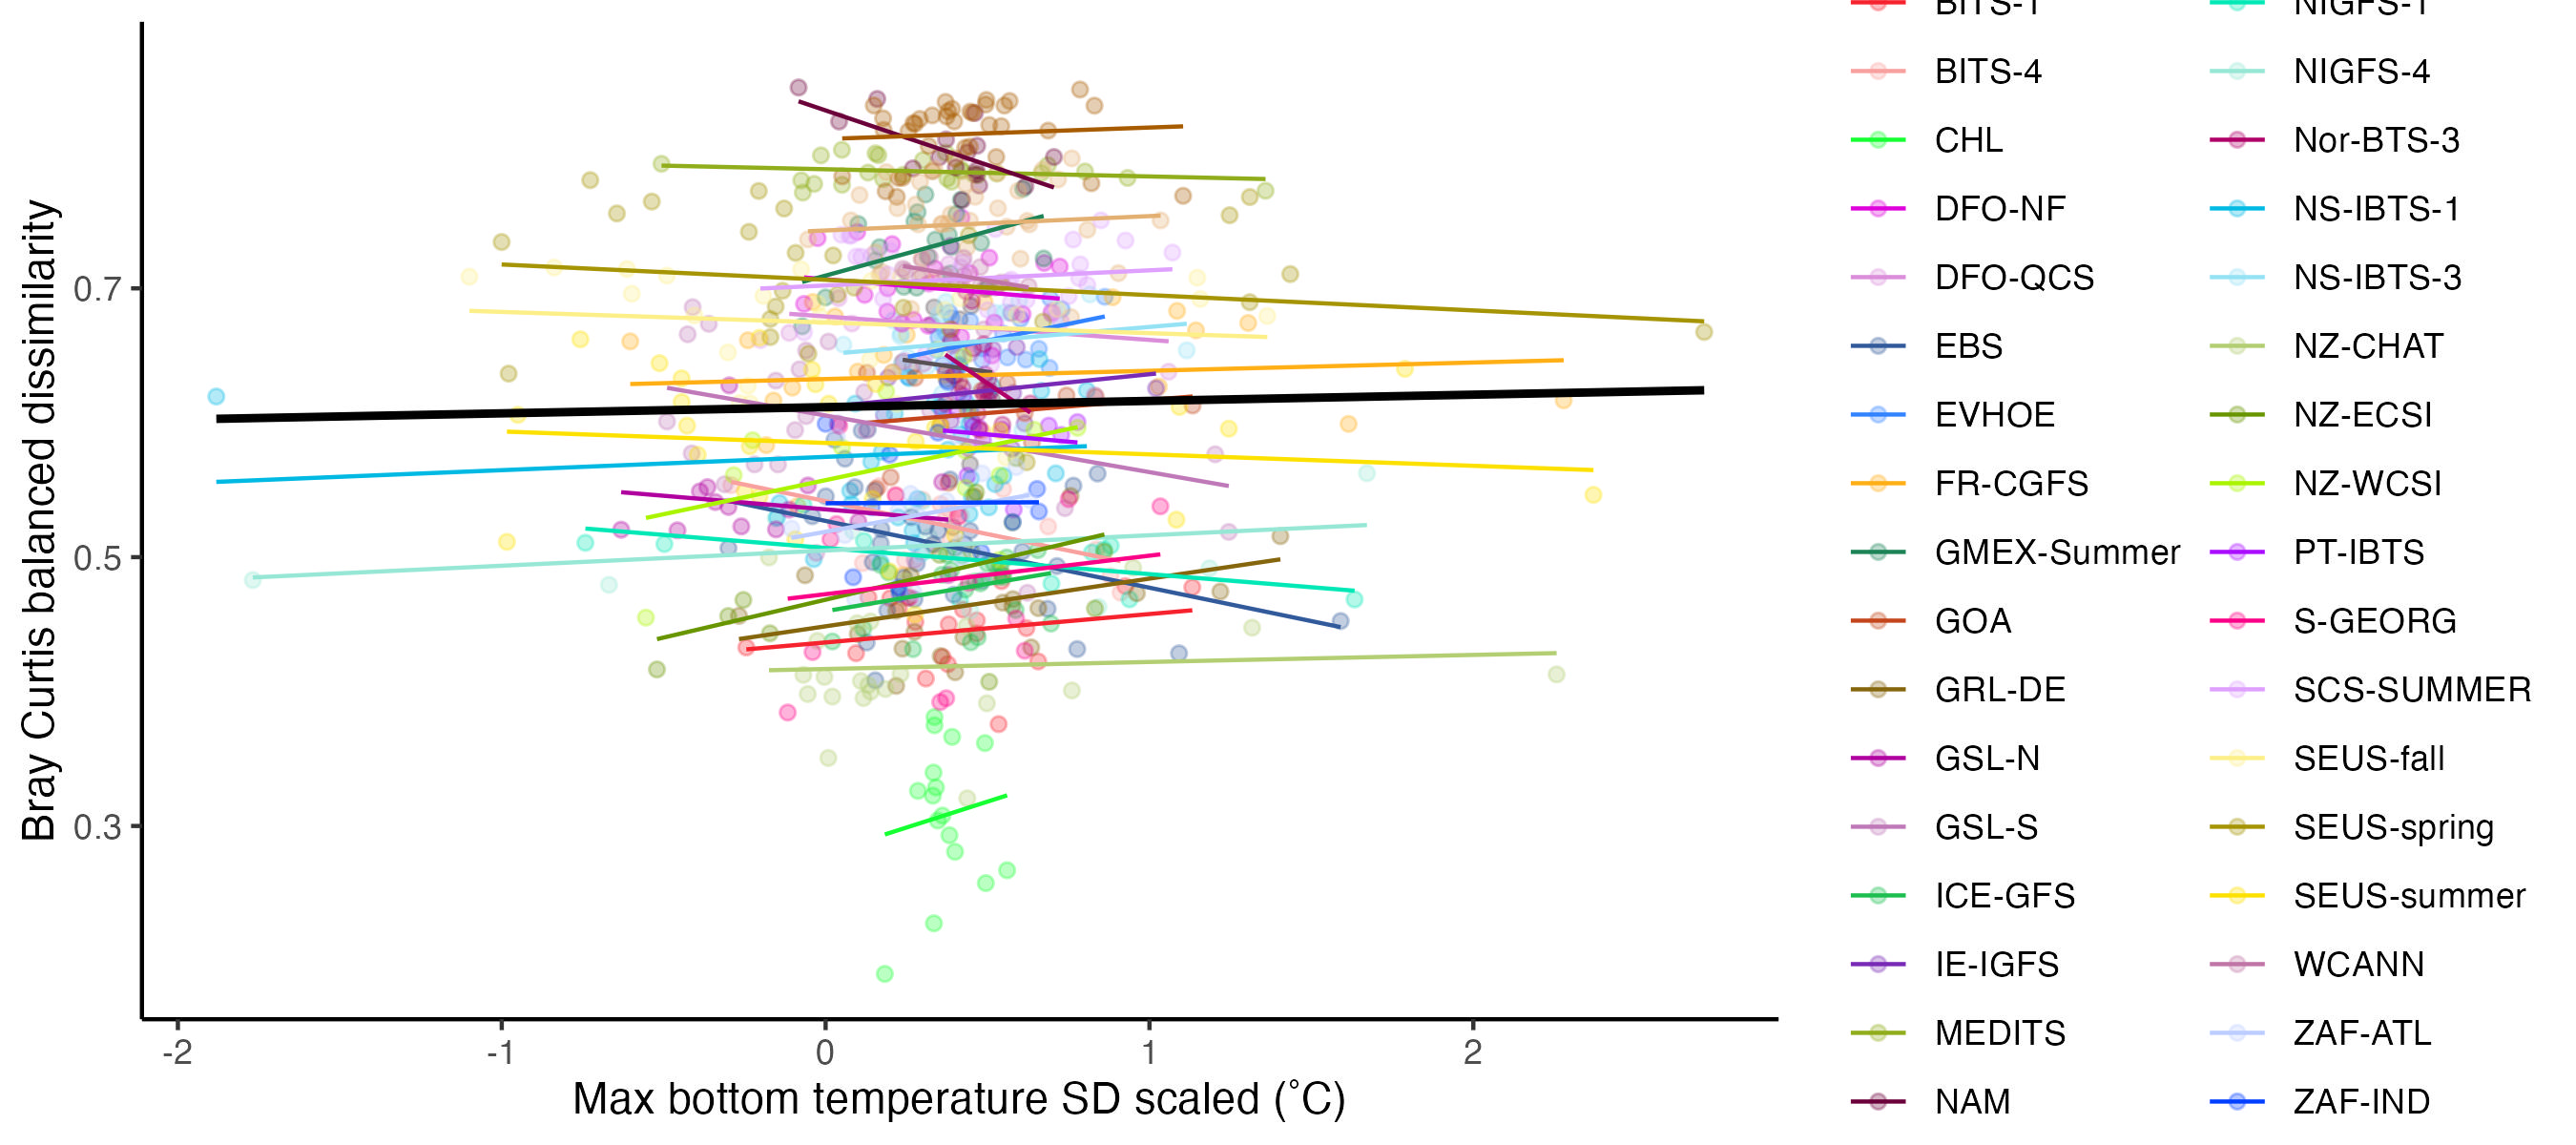 Bray Curtis balanced dissimilarity
0.7
0.5
0.3
-2
-1
0
1
2
Max bottom temperature SD scaled (°C)
BITS-1
BITS-4
CHL
DFO-NF
DFO-QCS
EBS
EVHOE
FR-CGFS
GMEX-Summer
GOA
GRL-DE
GSL-N
GSL-S
ICE-GFS
IE-IGFS
MEDITS
NAM
NIGFS-1
NIGFS-4
Nor-BTS-3
NS-IBTS-1
NS-IBTS-3
NZ-CHAT
NZ-ECSI
NZ-WCSI
PT-IBTS
S-GEORG
SCS-SUMMER
SEUS-fall
SEUS-spring
SEUS-summer
WCANN
ZAF-ATL
ZAF-IND